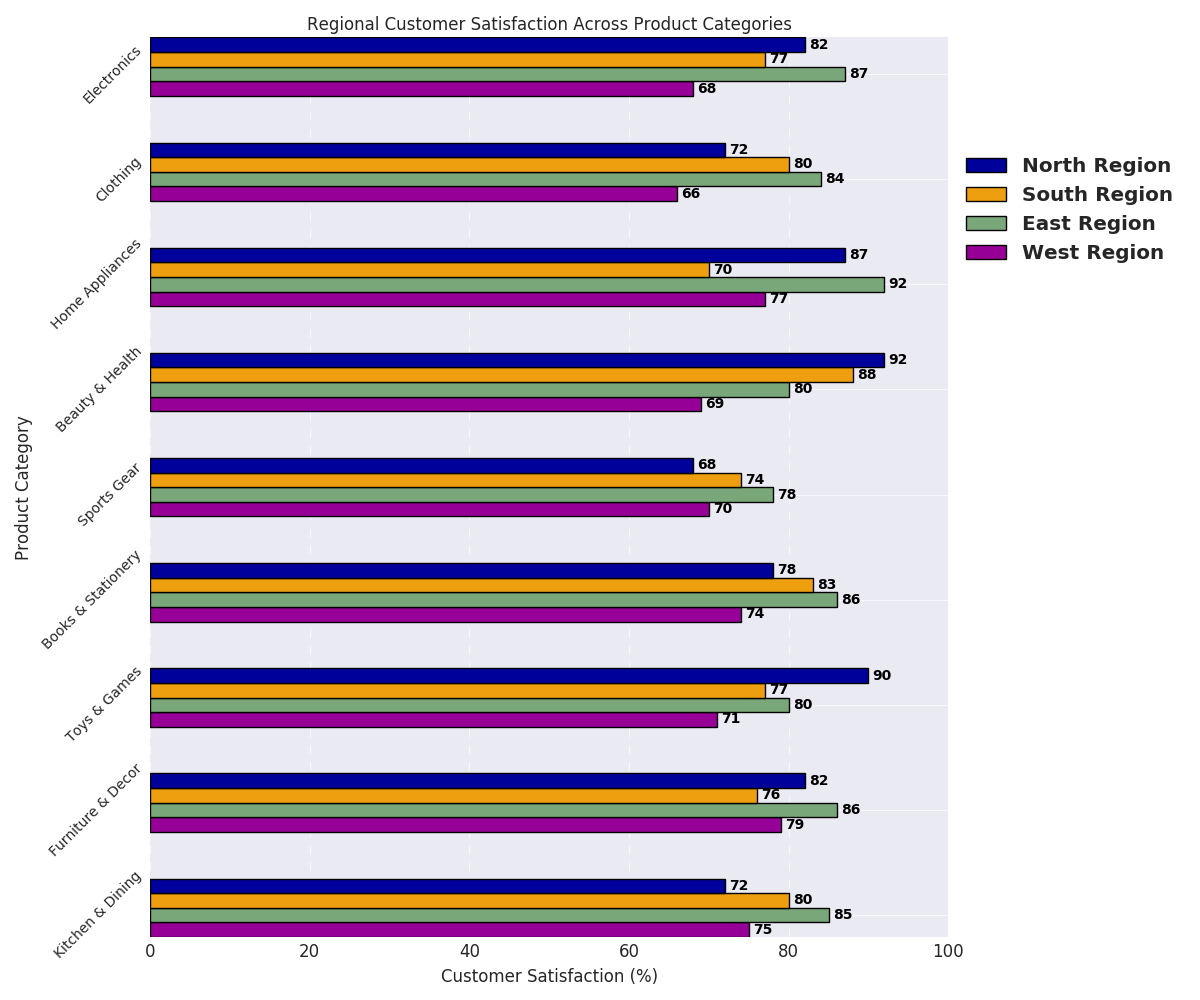 Regional Customer Satisfaction Across Product Categories
Electronics
82
77
87
68
Clothing
72
80
84
66
Home Appliances
87
70
92
77
Beauty & Health
92
88
80
69
Sports Gear
68
74
78
70
Books & Stationery
78
83
86
74
Toys & Games
90
77
80
71
Furniture & Decor
82
76
86
79
Kitchen & Dining
72
80
85
75
0 20 40 60 80 100
Customer Satisfaction (%)
Product Category
North Region
South Region
East Region
West Region